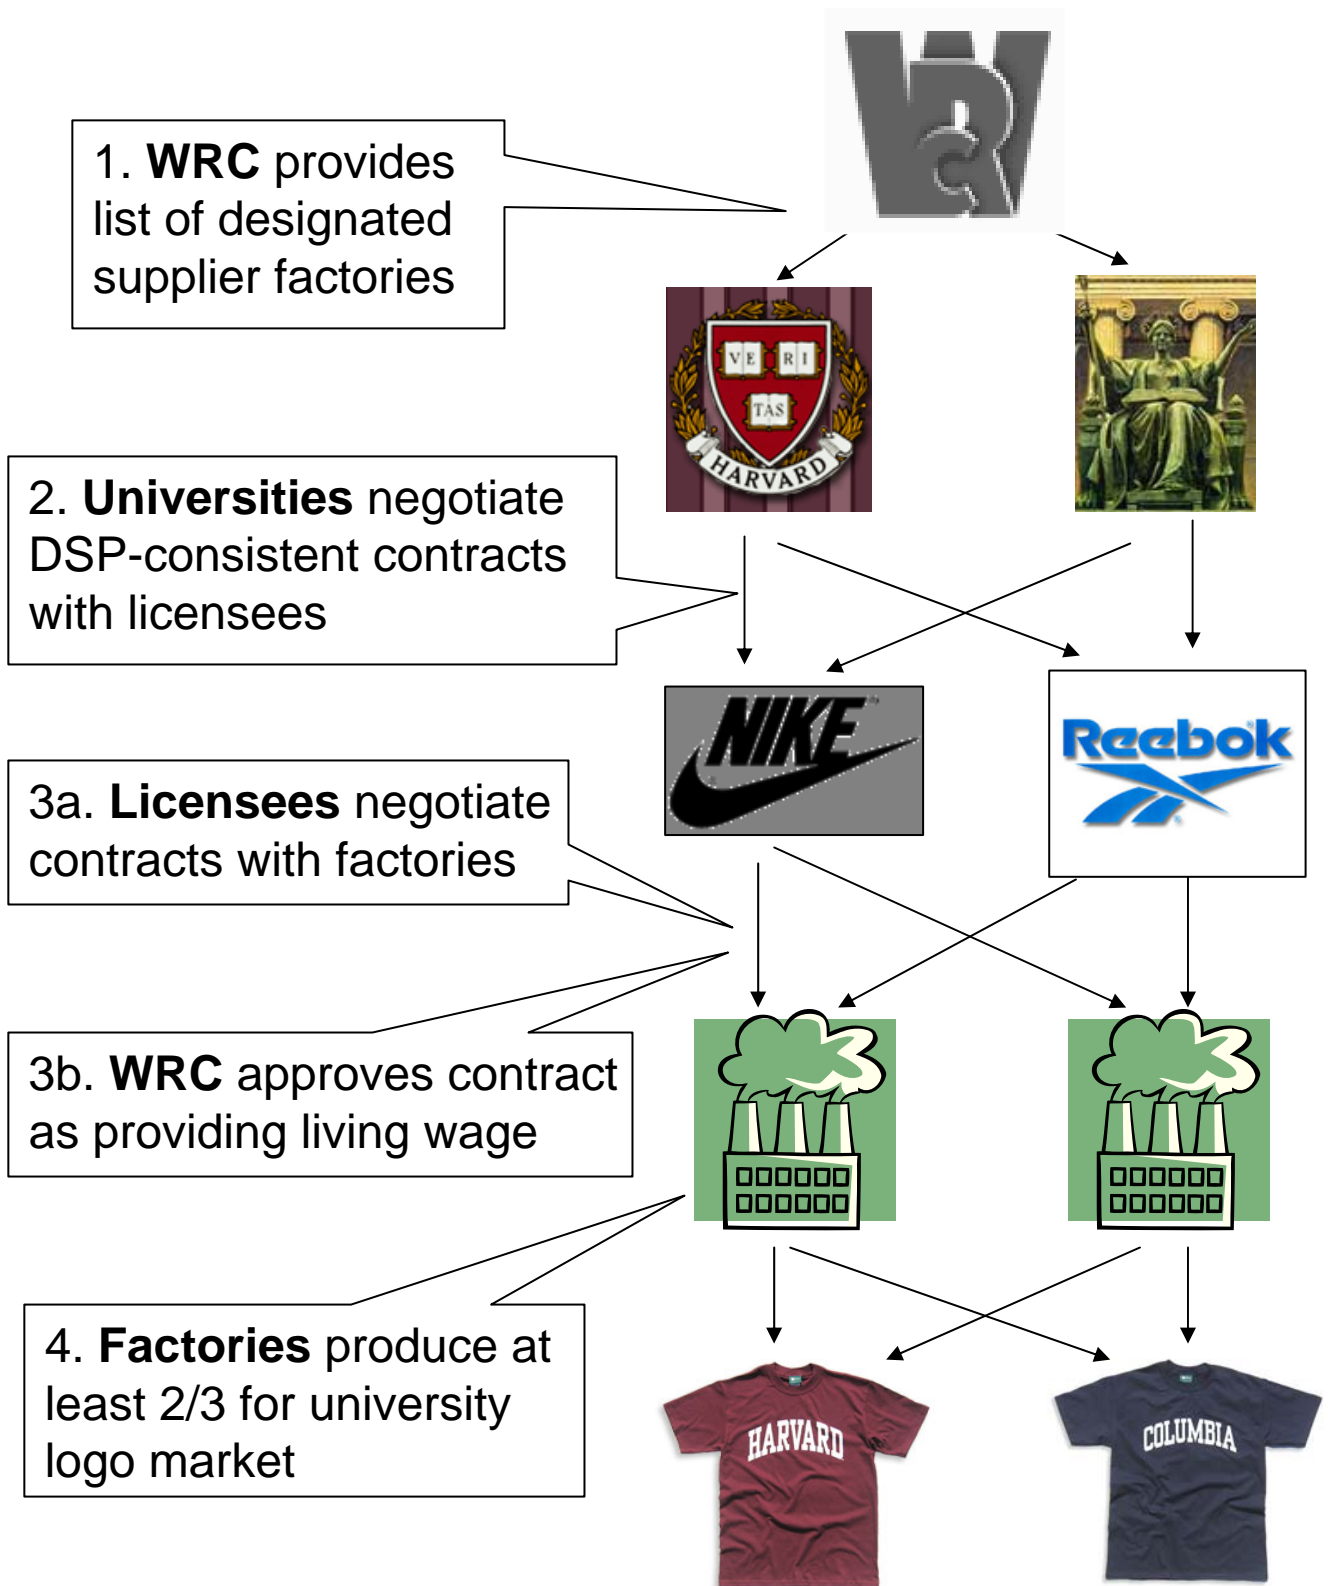 WRC
1. WRC provides
list of designated
supplier factories
VE RI
TAS
HARVARD
2. Universities negotiate
DSP-consistent contracts
with licensees
NIKE
Reebok
3a. Licensees negotiate
contracts with factories
3b. WRC approves contract
as providing living wage
4. Factories produce at
least 2/3 for university
logo market
HARVARD
COLUMBIA